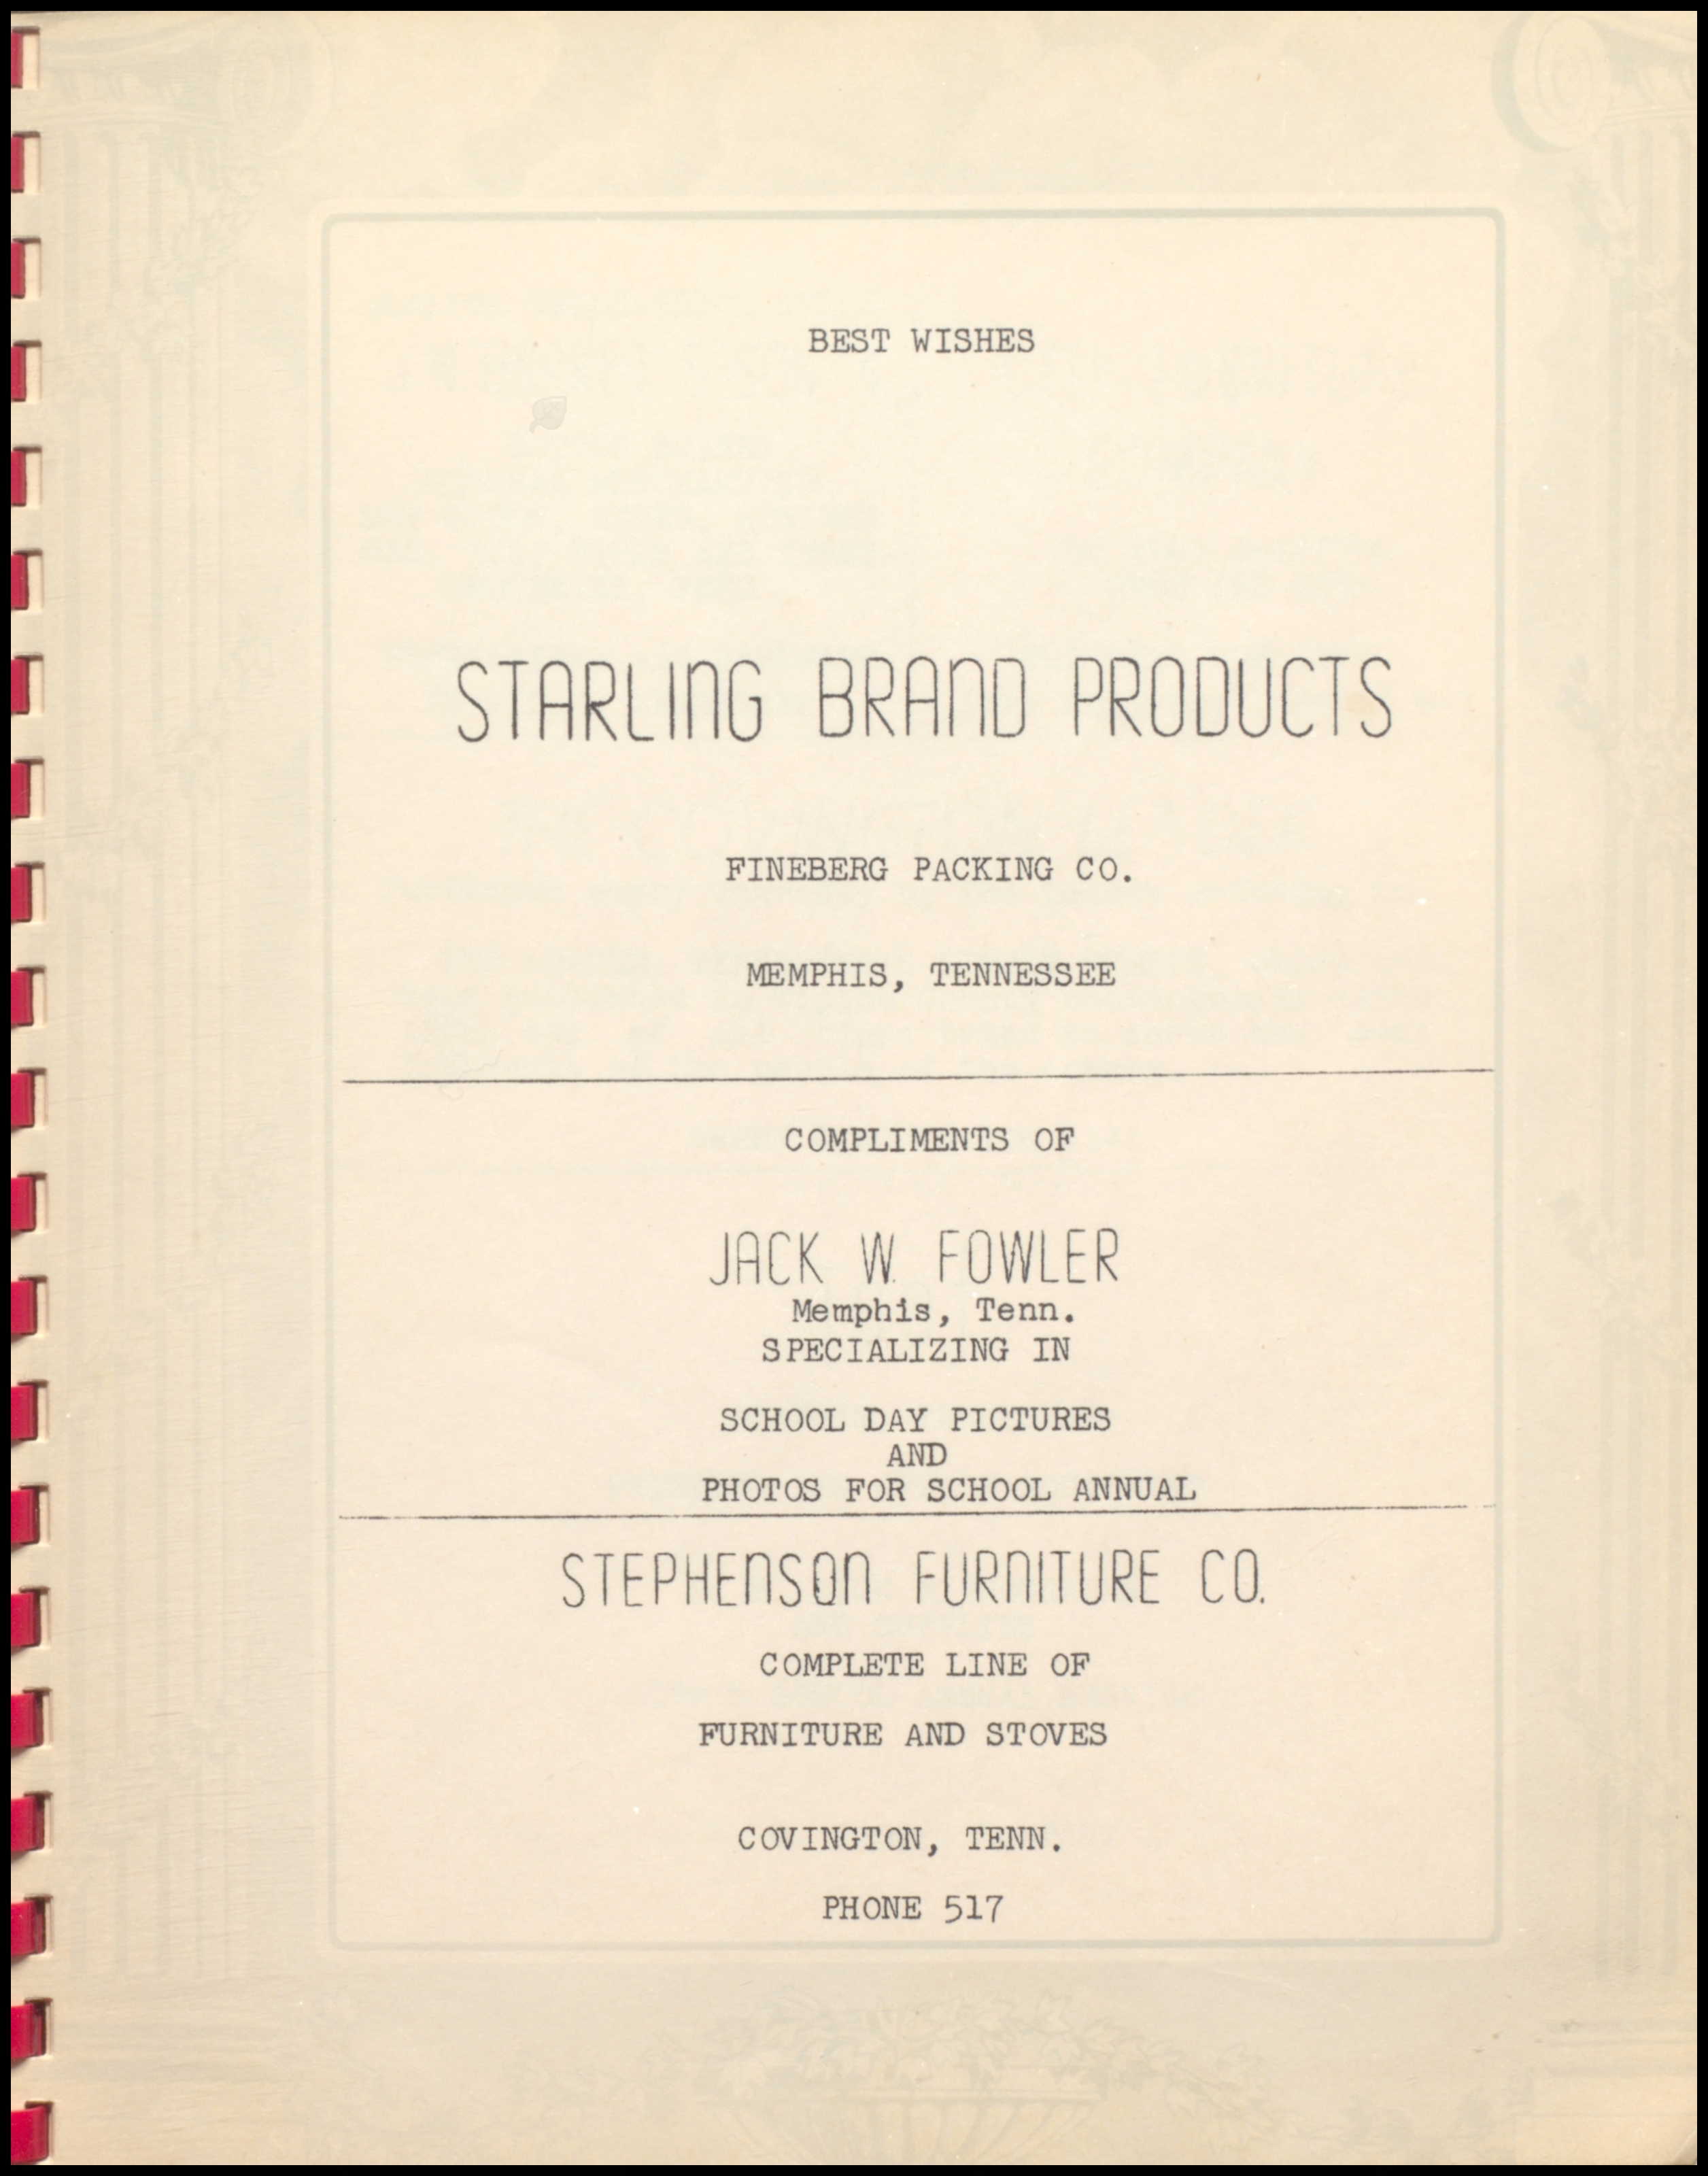 BEST WISHES
STARLING BRAND PRODUCTS
FINEBERG PACKING CO.
MEMPHIS, TENNESSEE
COMPLIMENTS OF
JACK W. FOWLER
Memphis, Tenn.
SPECIALIZING IN
SCHOOL DAY PICTURES
AND
PHOTOS FOR SCHOOL ANNUAL
STEPHENSON FURNITURE CO.
COMPLETE LINE OF
FURNITURE AND STOVES
COVINGTON, TENN.
PHONE 517